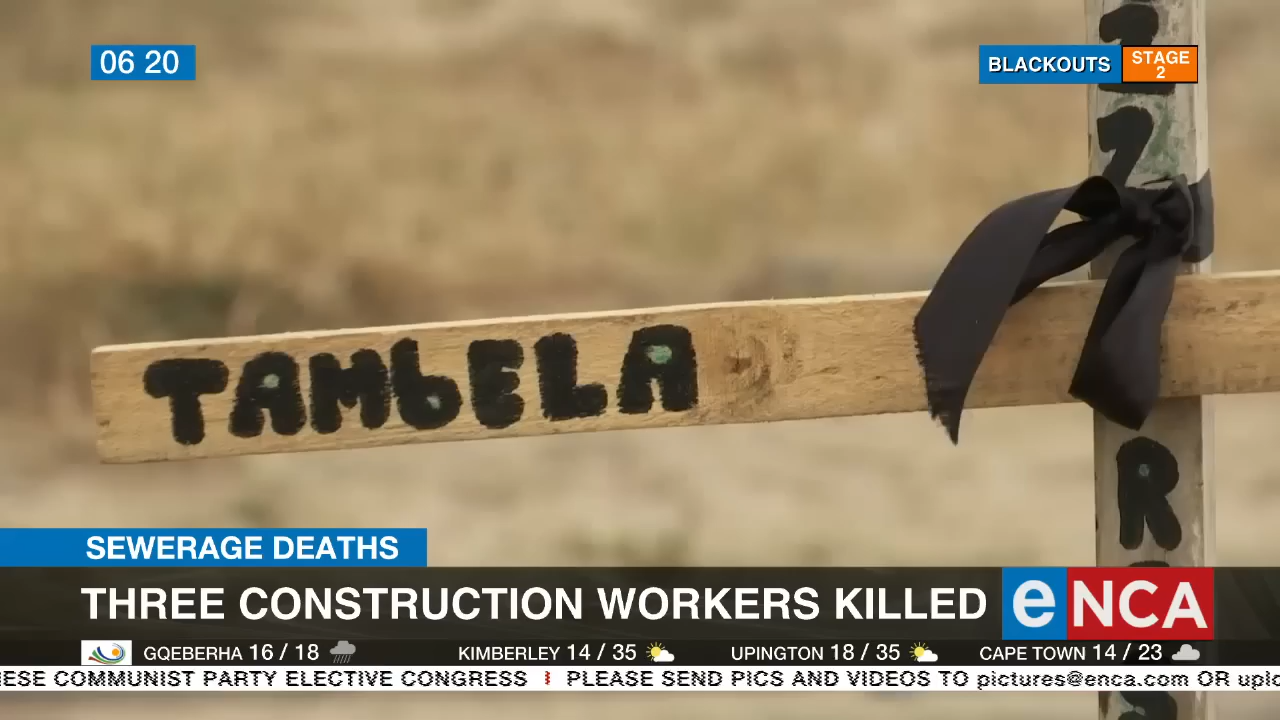 06 20
BLACKOUTS
STAGE
2
TAMBELA
R
SEWERAGE DEATHS
THREE CONSTRUCTION WORKERS KILLED
eNCA
GQEBERHA 16 / 18
KIMBERLEY 14 / 35
UPINGTON 18 / 35
CAPE TOWN 14 / 23
COMMUNIST PARTY ELECTIVE CONGRESS
PLEASE SEND PICS AND VIDEOS TO pictures@enca.com OR